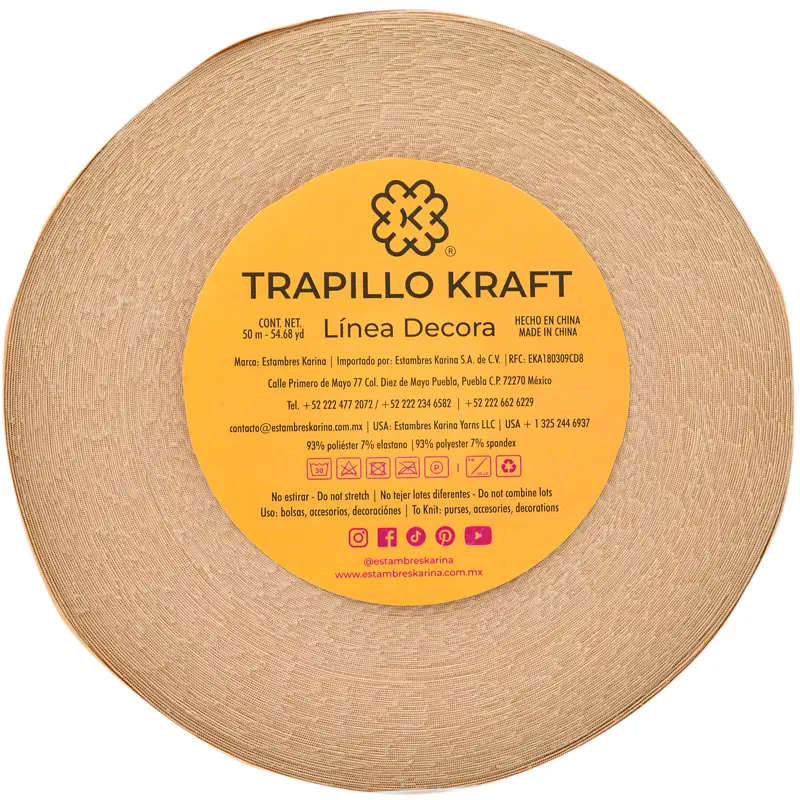 K
®
TRAPILLO KRAFT
CONT. NET.
50 m - 54.68 yd
Línea Decora
HECHO EN CHINA
MADE IN CHINA
Marca: Estambres Karina | Importado por: Estambres Karina S.A. de C.V. | RFC: EKA180309CD8
Calle Primero de Mayo 77 Col. Diez de Mayo Puebla, Puebla C.P. 72270 México
Tel. +52 222 477 2072 / +52 222 234 6582 | +52 222 662 6229
contacto@estambreskarina.com.mx | USA: Estambres Karina Yarns LLC | USA + 1 325 244 6937
93% poliéster 7% elastano | 93% polyester 7% spandex
30 P
No estirar - Do not stretch | No tejer lotes diferentes - Do not combine lots
Uso: bolsas, accesorios, decoraciónes | To Knit: purses, accesories, decorations
@estambreskarina
www.estambreskarina.com.mx